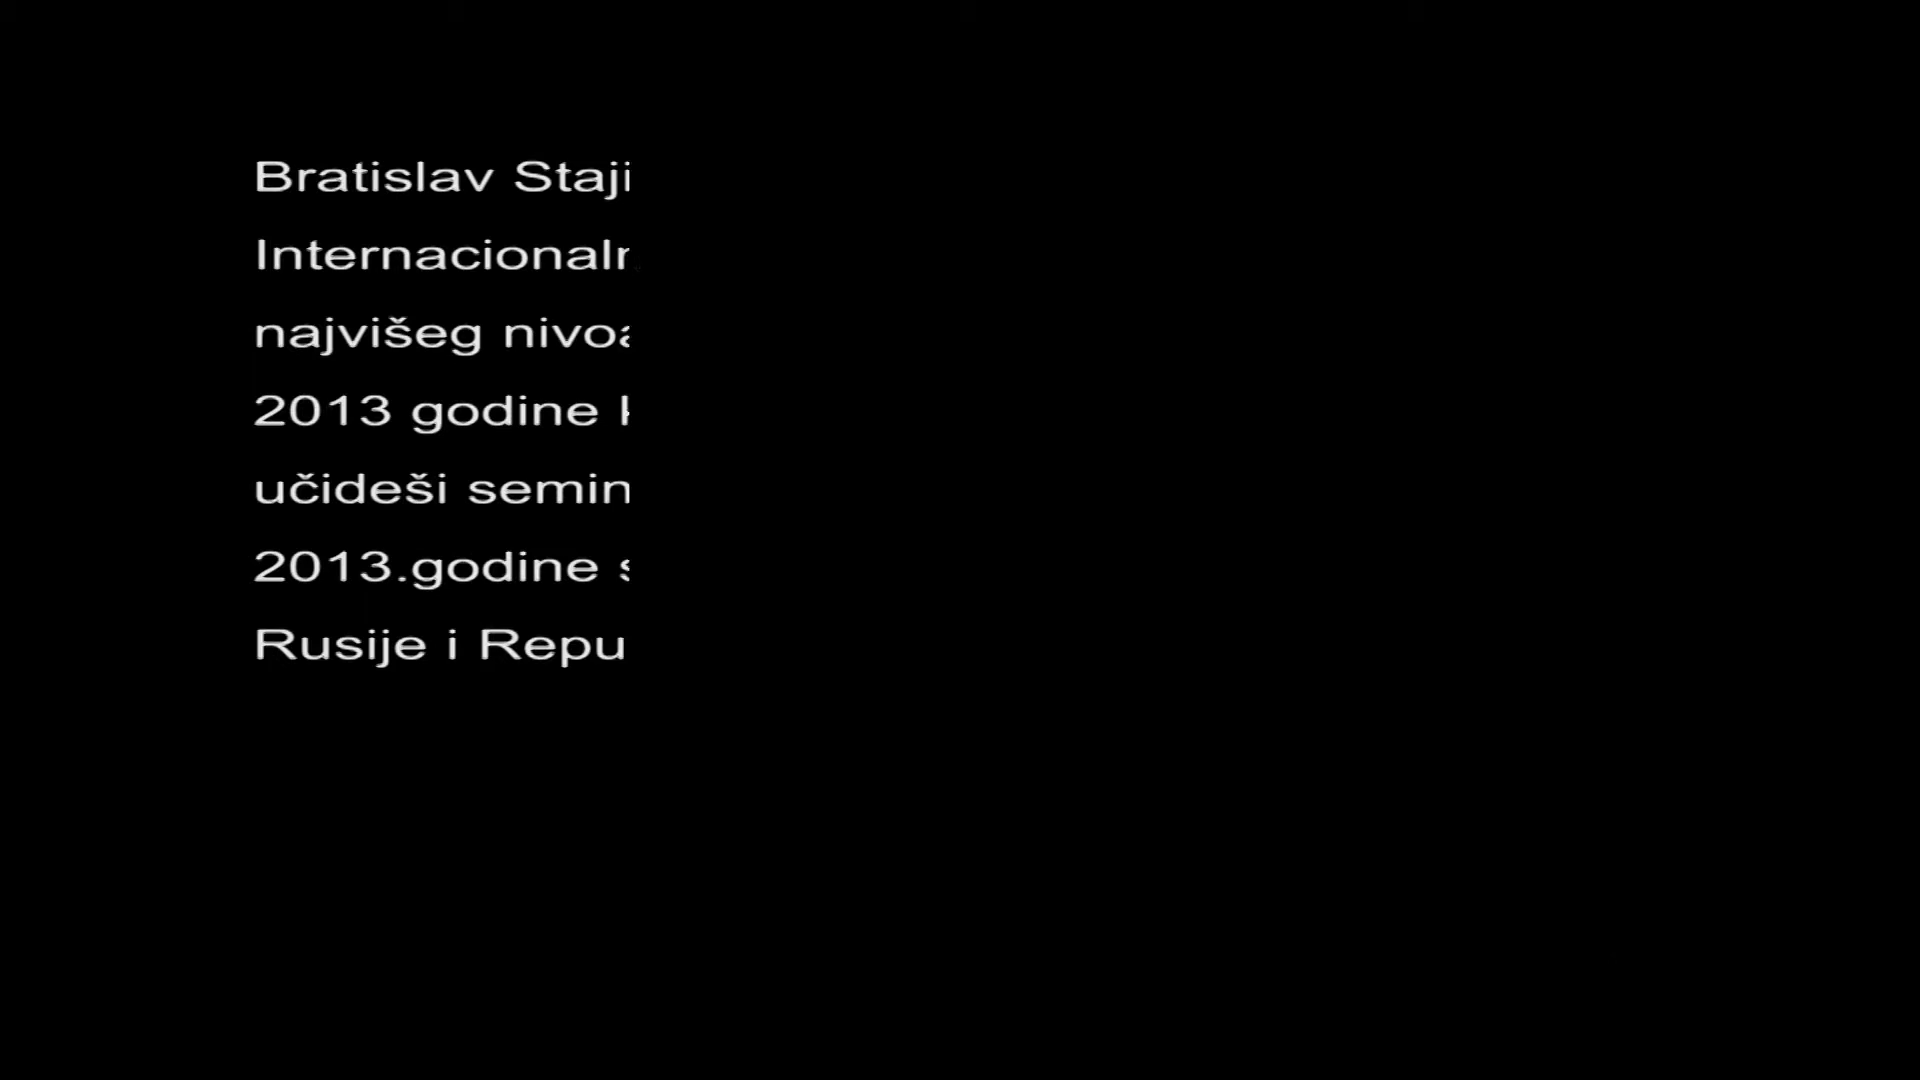 Bratislav Staji
Internacionaln
najvišeg nivoa
2013 godine k
učideši semin
2013.godine s
Rusije i Repu